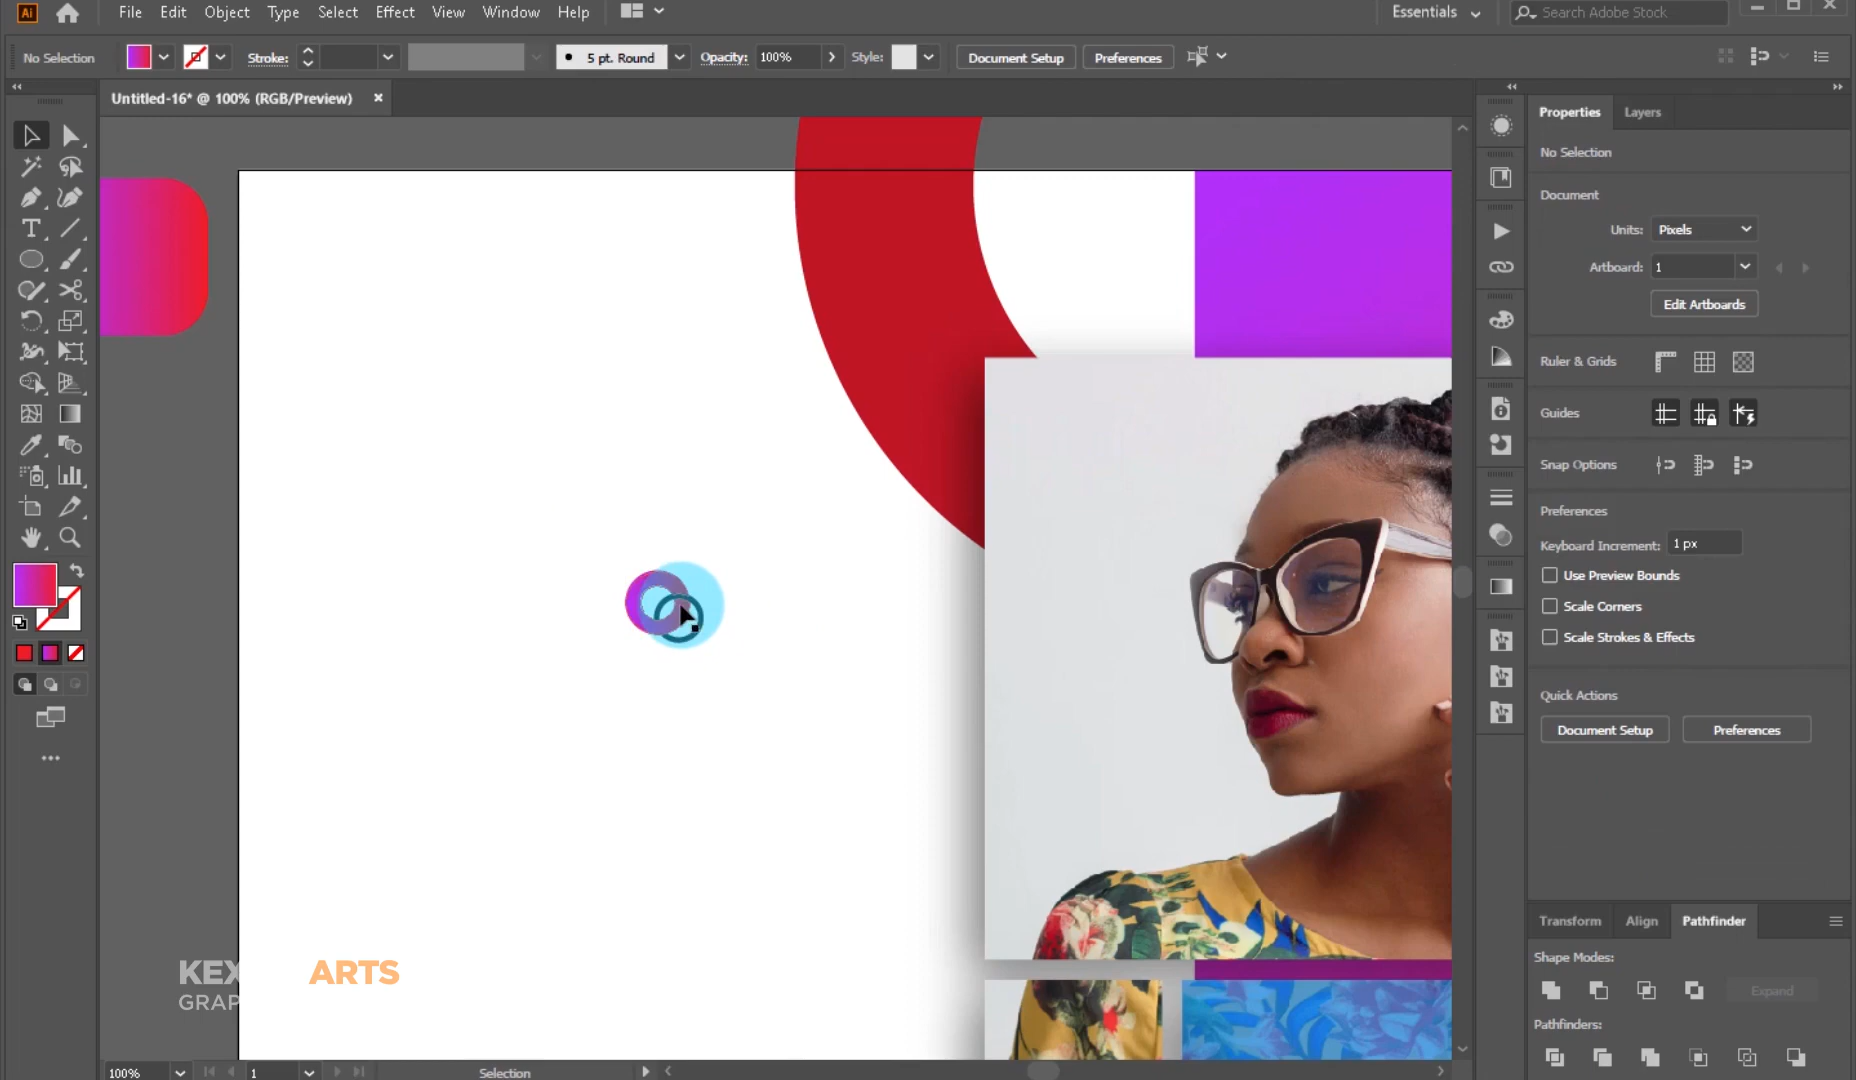 Ai File Edit Object Type Select Effect View Window Help Essentials Search Adobe Stock
No Selection Stroke: 5 pt. Round Opacity: 100% Style: Document Setup Preferences
Untitled-16* @ 100% (RGB/Preview) ×
Properties Layers
No Selection
Document
Units: Pixels
Artboard: 1
Edit Artboards
Ruler & Grids
Guides
Snap Options
Preferences
Keyboard Increment: 1 px
Use Preview Bounds
Scale Corners
Scale Strokes & Effects
Quick Actions
Document Setup Preferences
Transform Align Pathfinder
Shape Modes:
Expand
Pathfinders:
ARTS
100% 1 Selection